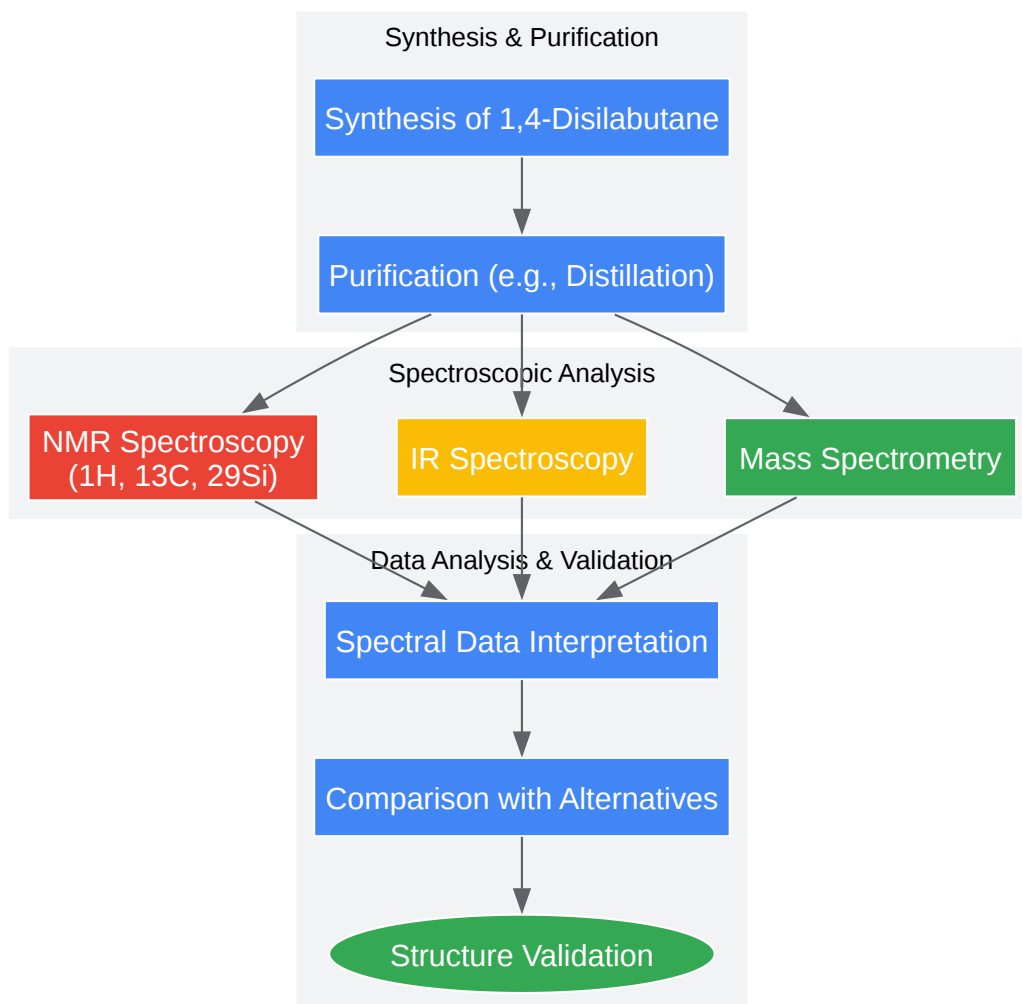 Synthesis & Purification
Synthesis of 1,4-Disilabutane
Purification (e.g., Distillation)
Spectroscopic Analysis
NMR Spectroscopy
(1H, 13C, 29Si)
IR Spectroscopy
Mass Spectrometry
Data Analysis & Validation
Spectral Data Interpretation
Comparison with Alternatives
Structure Validation